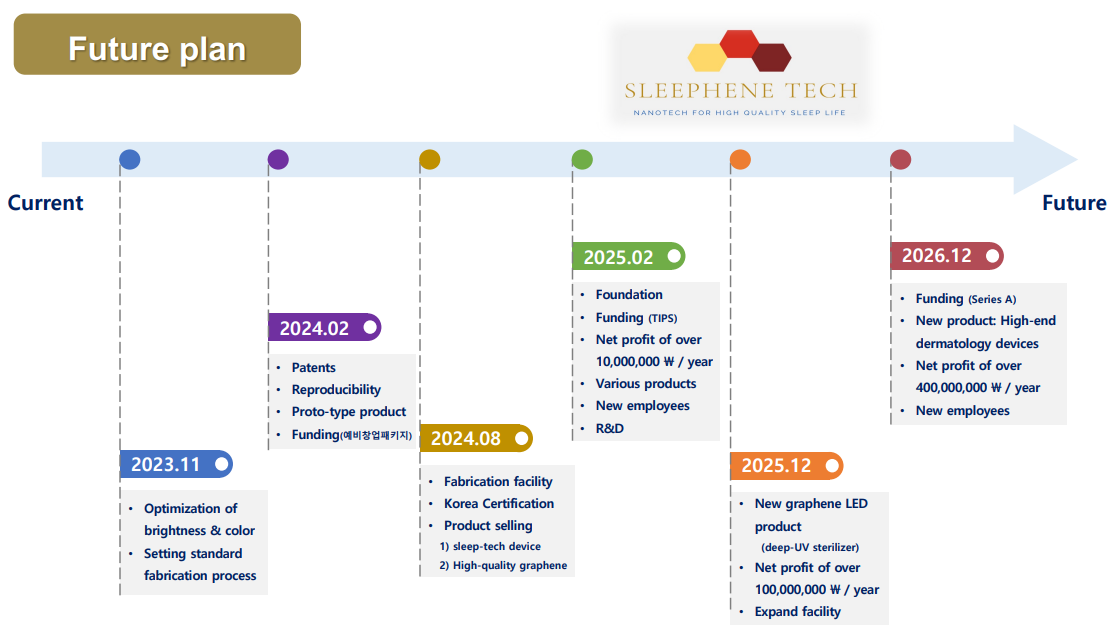 Future plan
SLEEPHENE TECH
NANOTECH FOR HIGH QUALITY SLEEP LIFE
Current
Future
2023.11
• Optimization of
brightness & color
• Setting standard
fabrication process
2024.02
• Patents
• Reproducibility
• Proto-type product
• Funding(예비창업패키지)
2024.08
• Fabrication facility
• Korea Certification
• Product selling
1) sleep-tech device
2) High-quality graphene
2025.02
• Foundation
• Funding (TIPS)
• Net profit of over
10,000,000 ₩ / year
• Various products
• New employees
• R&D
2025.12
• New graphene LED
product
(deep-UV sterilizer)
• Net profit of over
100,000,000 ₩ / year
• Expand facility
2026.12
• Funding (Series A)
• New product: High-end
dermatology devices
• Net profit of over
400,000,000 ₩ / year
• New employees